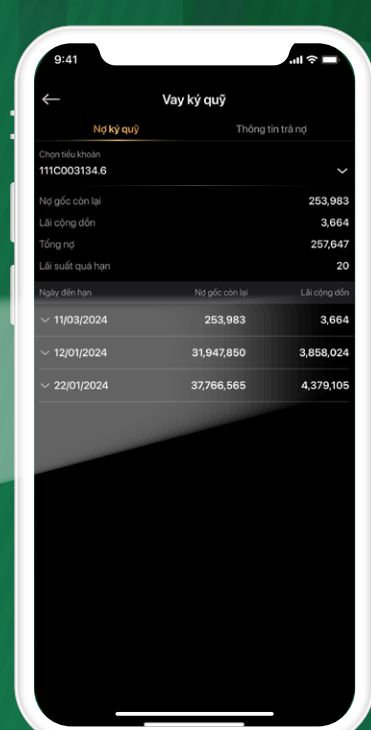 9:41
Vay ký quỹ
Nợ ký quỹ Thông tin trả nợ
Chọn tiểu khoản
111C003134.6
Nợ gốc còn lại 253,983
Lãi cộng dồn 3,664
Tổng nợ 257,647
Lãi suất quá hạn 20
Ngày đến hạn Nợ gốc còn lại Lãi cộng dồn
11/03/2024 253,983 3,664
12/01/2024 31,947,850 3,858,024
22/01/2024 37,766,565 4,379,105